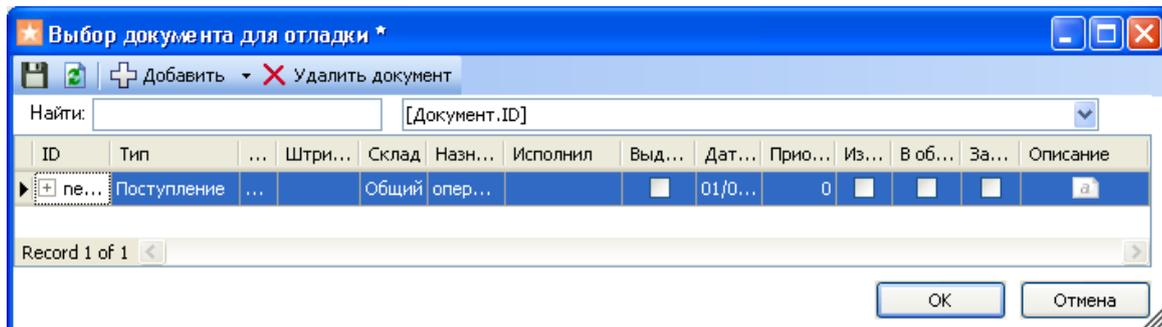 Выбор документа для отладки *
Добавить Удалить документ
Найти: [Документ.ID]
ID Тип ... Штри... Склад Назн... Исполнил Выд... Дат... Прио... Из... В об... За... Описание
ne... Поступление ... Общий опер... 01/0... 0 a
Record 1 of 1
OK Отмена